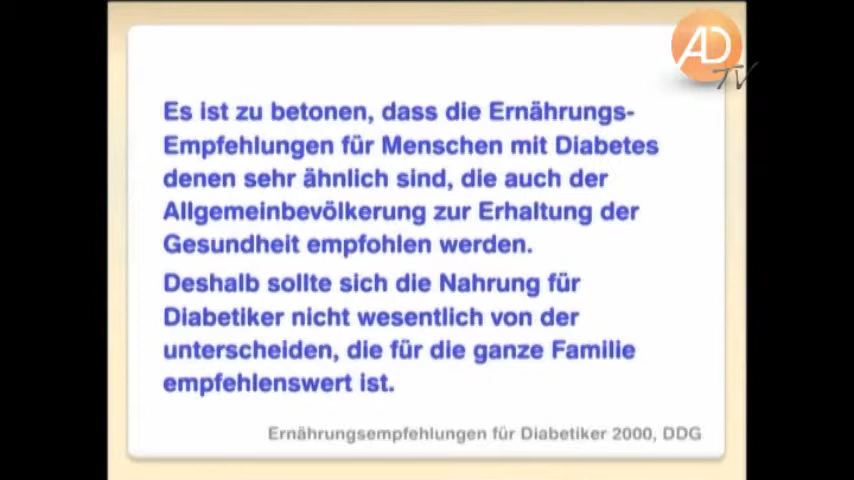 AD
TV
Es ist zu betonen, dass die Ernährungs-
Empfehlungen für Menschen mit Diabetes
denen sehr ähnlich sind, die auch der
Allgemeinbevölkerung zur Erhaltung der
Gesundheit empfohlen werden.
Deshalb sollte sich die Nahrung für
Diabetiker nicht wesentlich von der
unterscheiden, die für die ganze Familie
empfehlenswert ist.
Ernährungsempfehlungen für Diabetiker 2000, DDG